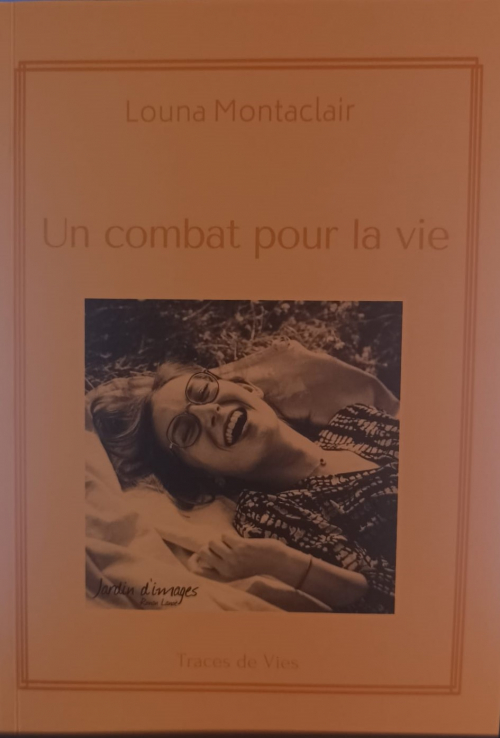 Louna Montaclair
Un combat pour la vie
Jardin d'images
Traces de Vies